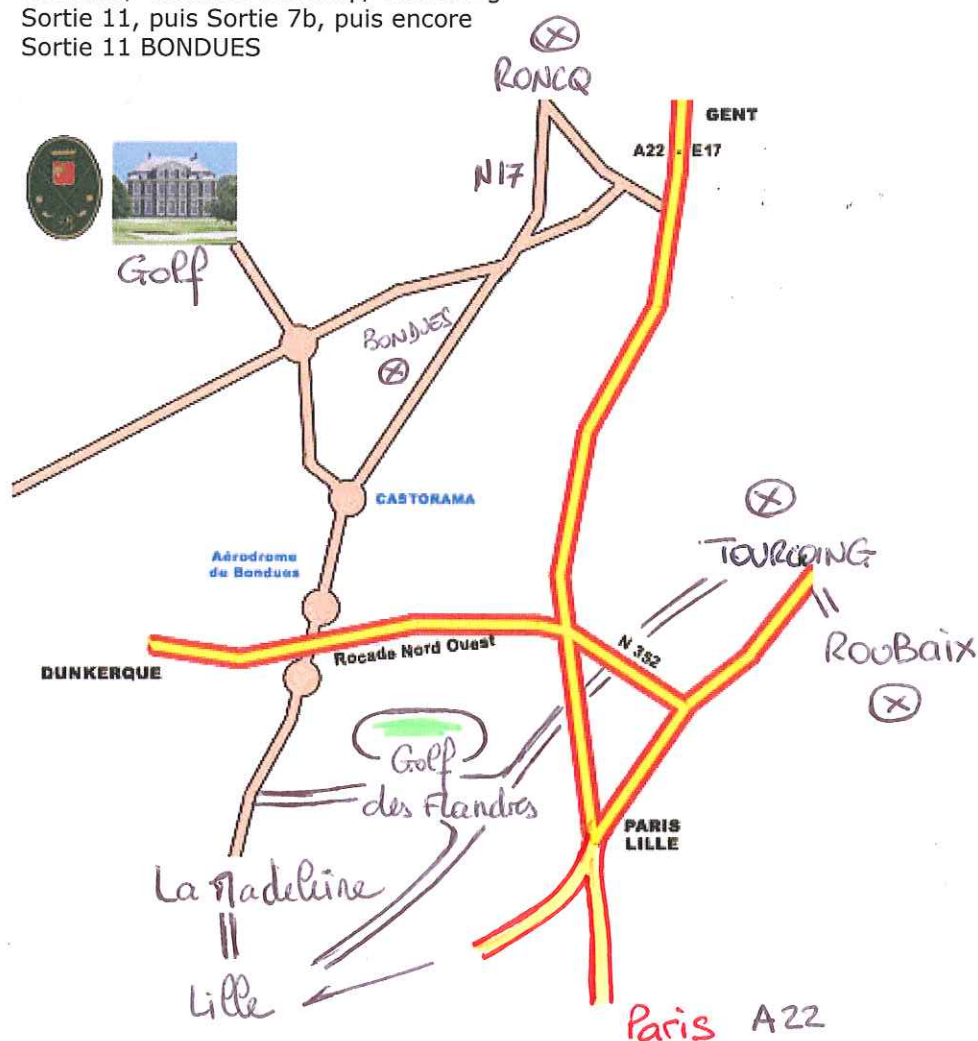 Sortie 11, puis Sortie 7b, puis encore
Sortie 11 BONDUES
RONCQ
GENT
A22 - E17
N17
Golf
BONDUES
CASTORAMA
TOURCOING
Aérodrome
de Bondues
Rocade Nord Ouest
N 352
DUNKERQUE
ROUBAIX
Golf
des Flandres
PARIS
LILLE
La Madeleine
Lille
Paris A22